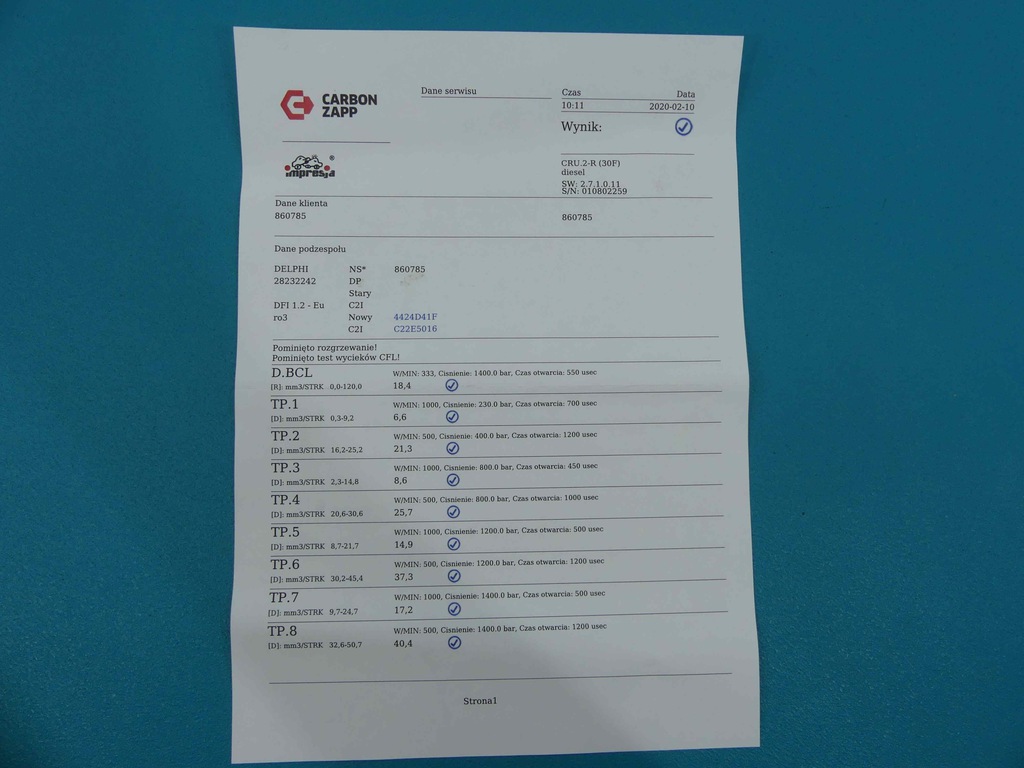 CARBON
ZAPP
Dane serwisu
Czas Data
10:11 2020-02-10
Wynik:
impresja ®
CRU.2-R (30F)
diesel
SW: 2.7.1.0.11
S/N: 010802259
Dane klienta
860785 860785
Dane podzespołu
DELPHI NS* 860785
28232242 DP
Stary
DFI 1.2 - Eu C2I
ro3 Nowy 4424D41F
C2I C22E5016
Pominięto rozgrzewanie!
Pominięto test wycieków CFL!
D.BCL W/MIN: 333, Cisnienie: 1400.0 bar, Czas otwarcia: 550 usec
[R]: mm3/STRK 0,0-120,0 18,4
TP.1 W/MIN: 1000, Cisnienie: 230.0 bar, Czas otwarcia: 700 usec
[D]: mm3/STRK 0,3-9,2 6,6
TP.2 W/MIN: 500, Cisnienie: 400.0 bar, Czas otwarcia: 1200 usec
[D]: mm3/STRK 16,2-25,2 21,3
TP.3 W/MIN: 1000, Cisnienie: 800.0 bar, Czas otwarcia: 450 usec
[D]: mm3/STRK 2,3-14,8 8,6
TP.4 W/MIN: 500, Cisnienie: 800.0 bar, Czas otwarcia: 1000 usec
[D]: mm3/STRK 20,6-30,6 25,7
TP.5 W/MIN: 1000, Cisnienie: 1200.0 bar, Czas otwarcia: 500 usec
[D]: mm3/STRK 8,7-21,7 14,9
TP.6 W/MIN: 500, Cisnienie: 1200.0 bar, Czas otwarcia: 1200 usec
[D]: mm3/STRK 30,2-45,4 37,3
TP.7 W/MIN: 1000, Cisnienie: 1400.0 bar, Czas otwarcia: 500 usec
[D]: mm3/STRK 9,7-24,7 17,2
TP.8 W/MIN: 500, Cisnienie: 1400.0 bar, Czas otwarcia: 1200 usec
[D]: mm3/STRK 32,6-50,7 40,4
Strona1